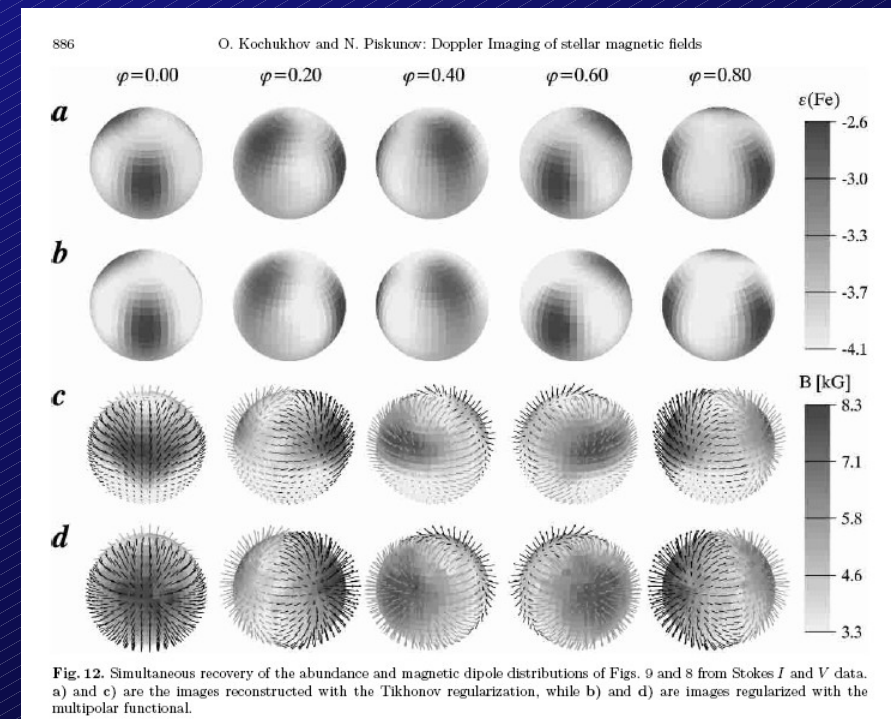 886
O. Kochukhov and N. Piskunov: Doppler Imaging of stellar magnetic fields
φ=0.00 φ=0.20 φ=0.40 φ=0.60 φ=0.80
a
ε(Fe)
-2.6
-3.0
-3.3
-3.7
-4.1
b
c
B [kG]
8.3
7.1
5.8
4.6
3.3
d
Fig. 12. Simultaneous recovery of the abundance and magnetic dipole distributions of Figs. 9 and 8 from Stokes I and V data.
a) and c) are the images reconstructed with the Tikhonov regularization, while b) and d) are images regularized with the
multipolar functional.